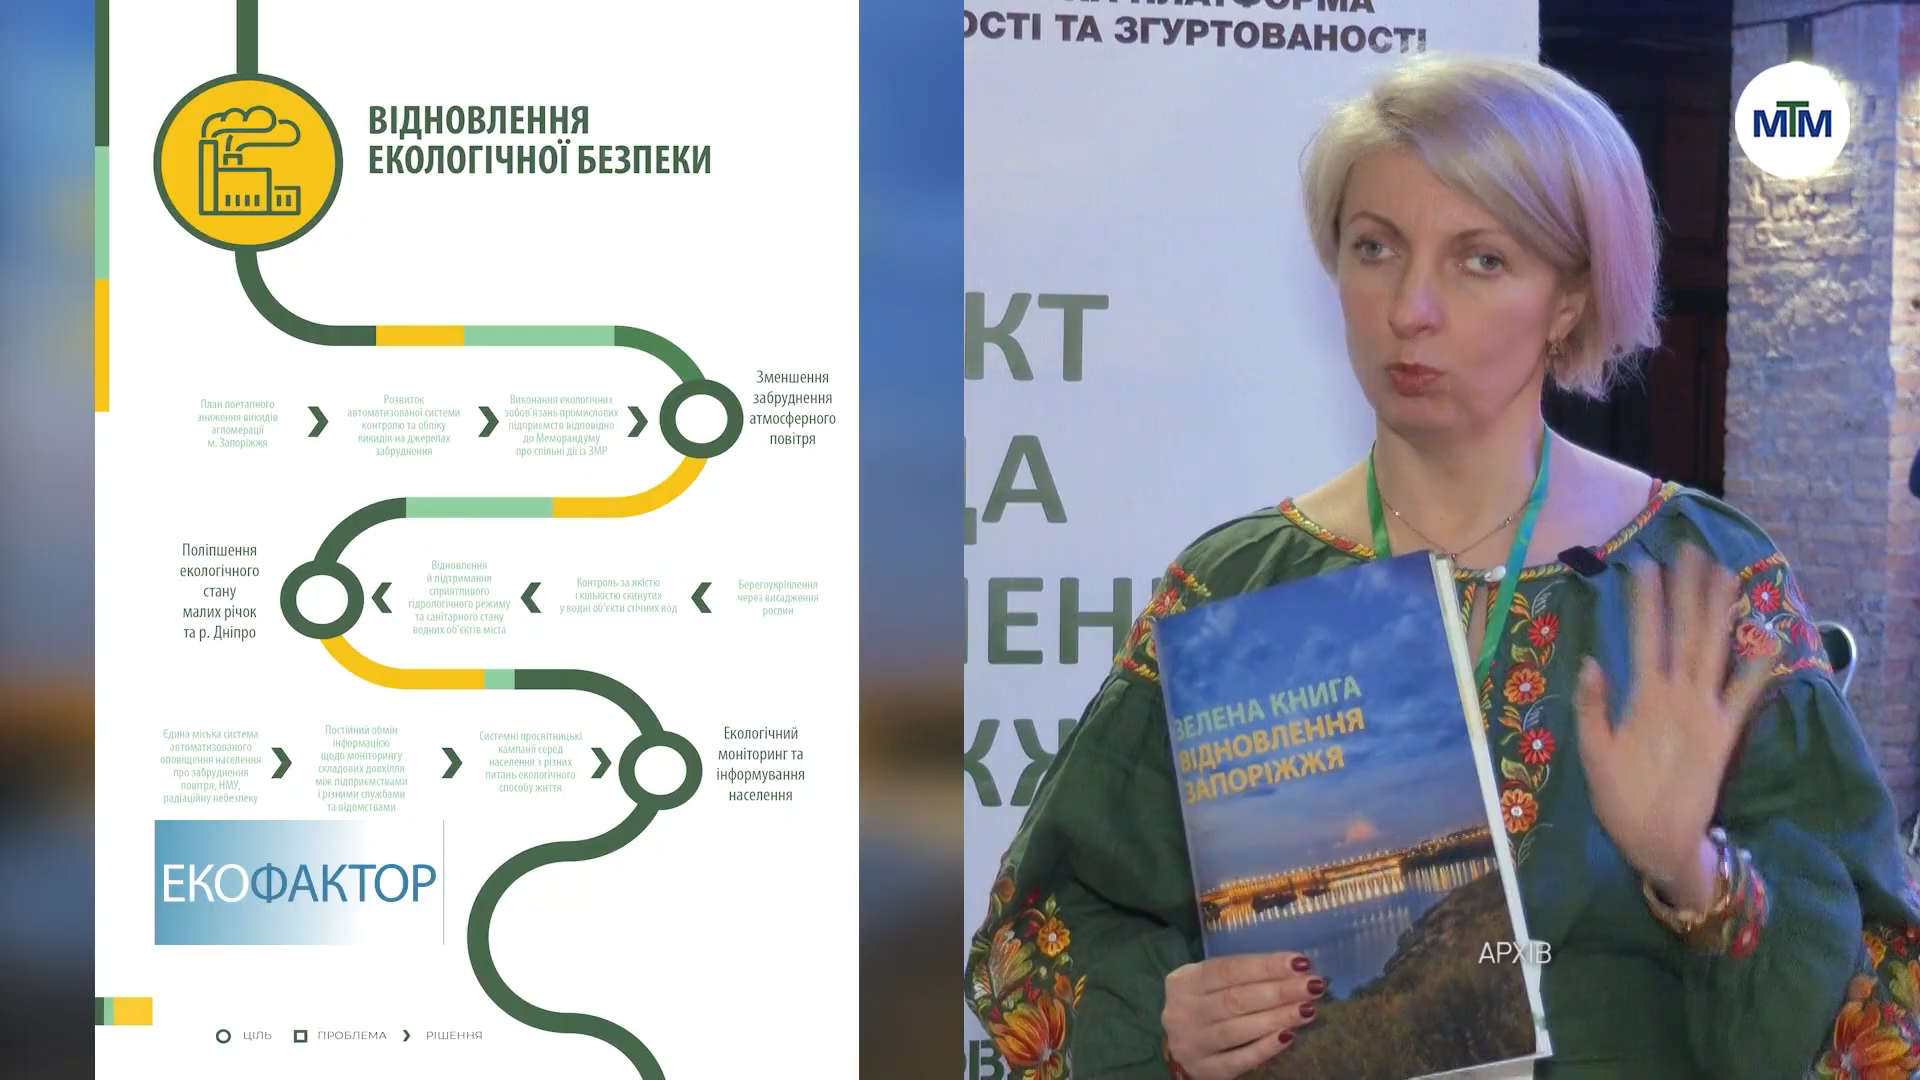 ВІДНОВЛЕННЯ
ЕКОЛОГІЧНОЇ БЕЗПЕКИ
План поетапного
зниження викидів
агломерації
м. Запоріжжя
Розвиток
автоматизованої системи
контролю та обліку
викидів на джерелах
забруднення
Виконання екологічних
зобов'язань промислових
підприємств відповідно
до Меморандуму
про спільні дії із ЗМР
Зменшення
забруднення
атмосферного
повітря
Поліпшення
екологічного
стану
малих річок
та р. Дніпро
Відновлення
й підтримання
сприятливого
гідрологічного режиму
та санітарного стану
водних об'єктів міста
Контроль за якістю
і кількістю скинутих
у водні об'єкти стічних вод
Берегоукріплення
через висадження
рослин
Єдина міська система
автоматизованого
оповіщення населення
про забруднення
повітря, НМУ,
радіаційну небезпеку
Постійний обмін
інформацією
щодо моніторингу
складових довкілля
між підприємствами
і різними службами
та відомствами
Системні просвітницькі
кампанії серед
населення з різних
питань екологічного
способу життя
Екологічний
моніторинг та
інформування
населення
ЕКОФАКТОР
ЦІЛЬ ПРОБЛЕМА РІШЕННЯ
ПЛАТФОРМА
ОСТІ ТА ЗГУРТОВАНОСТІ
КТ
ДА
ЛЕН
ЖЖ
МТМ
ЗЕЛЕНА КНИГА
ВІДНОВЛЕННЯ
ЗАПОРІЖЖЯ
АРХІВ